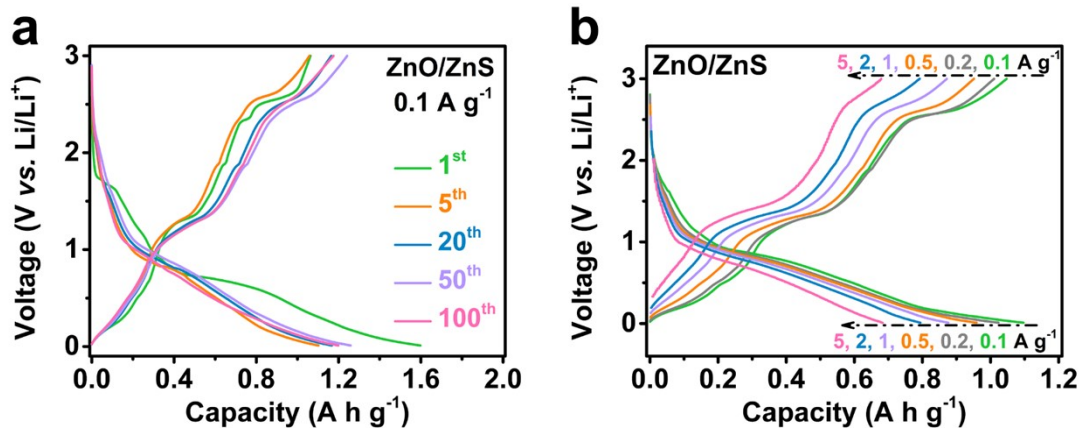 a
ZnO/ZnS
0.1 A g⁻¹
1ˢᵗ
5ᵗʰ
20ᵗʰ
50ᵗʰ
100ᵗʰ
Voltage (V vs. Li/Li⁺)
3
2
1
0
0.0 0.4 0.8 1.2 1.6 2.0
Capacity (A h g⁻¹)
b
ZnO/ZnS
5, 2, 1, 0.5, 0.2, 0.1 A g⁻¹
Voltage (V vs. Li/Li⁺)
3
2
1
0
5, 2, 1, 0.5, 0.2, 0.1 A g⁻¹
0.0 0.2 0.4 0.6 0.8 1.0 1.2
Capacity (A h g⁻¹)